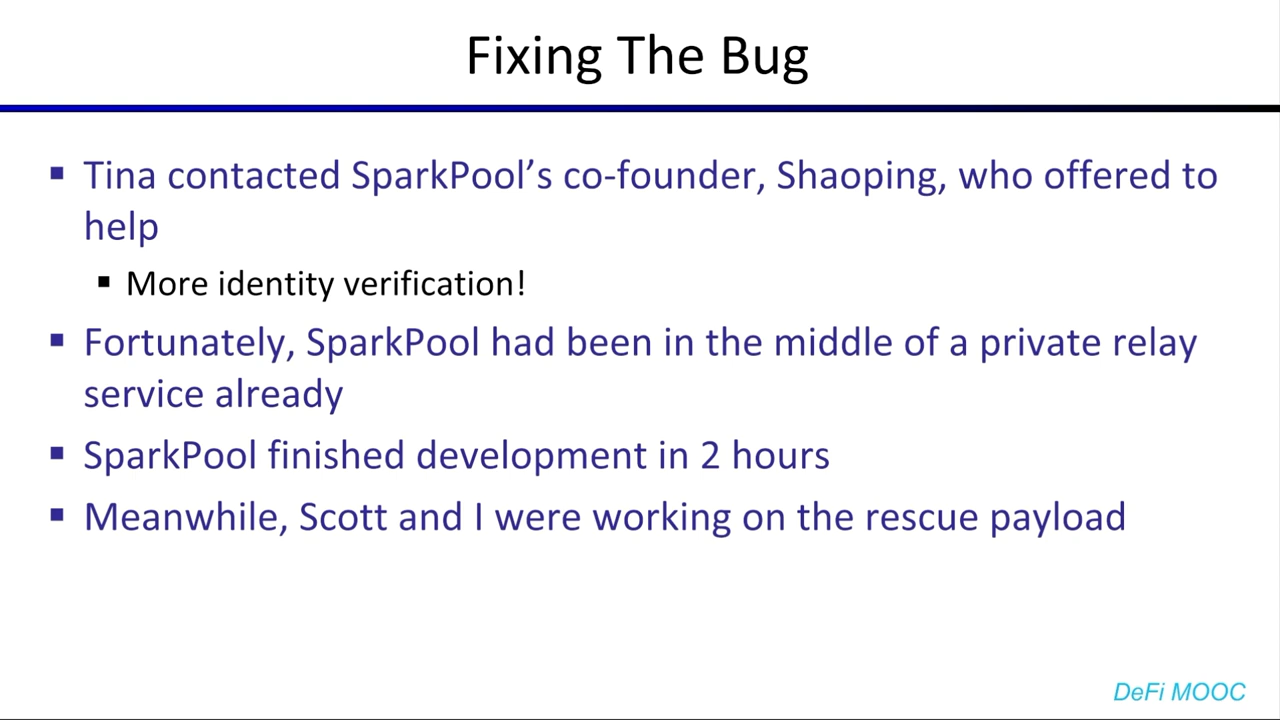 Fixing The Bug
Tina contacted SparkPool’s co-founder, Shaoping, who offered to
help
More identity verification!
Fortunately, SparkPool had been in the middle of a private relay
service already
SparkPool finished development in 2 hours
Meanwhile, Scott and I were working on the rescue payload
DeFi MOOC